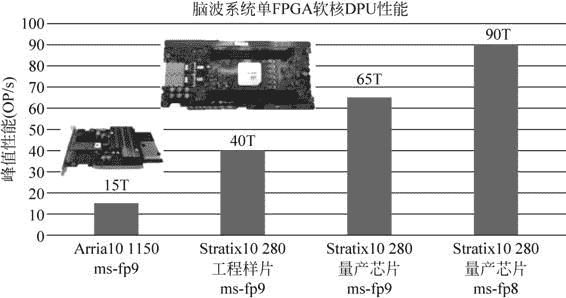 脑波系统单FPGA软核DPU性能
峰值性能(OP/s)
100
90
80
70
60
50
40
30
20
10
0
15T
40T
65T
90T
Arria10 1150
ms-fp9
Stratix10 280
工程样片
ms-fp9
Stratix10 280
量产芯片
ms-fp9
Stratix10 280
量产芯片
ms-fp8